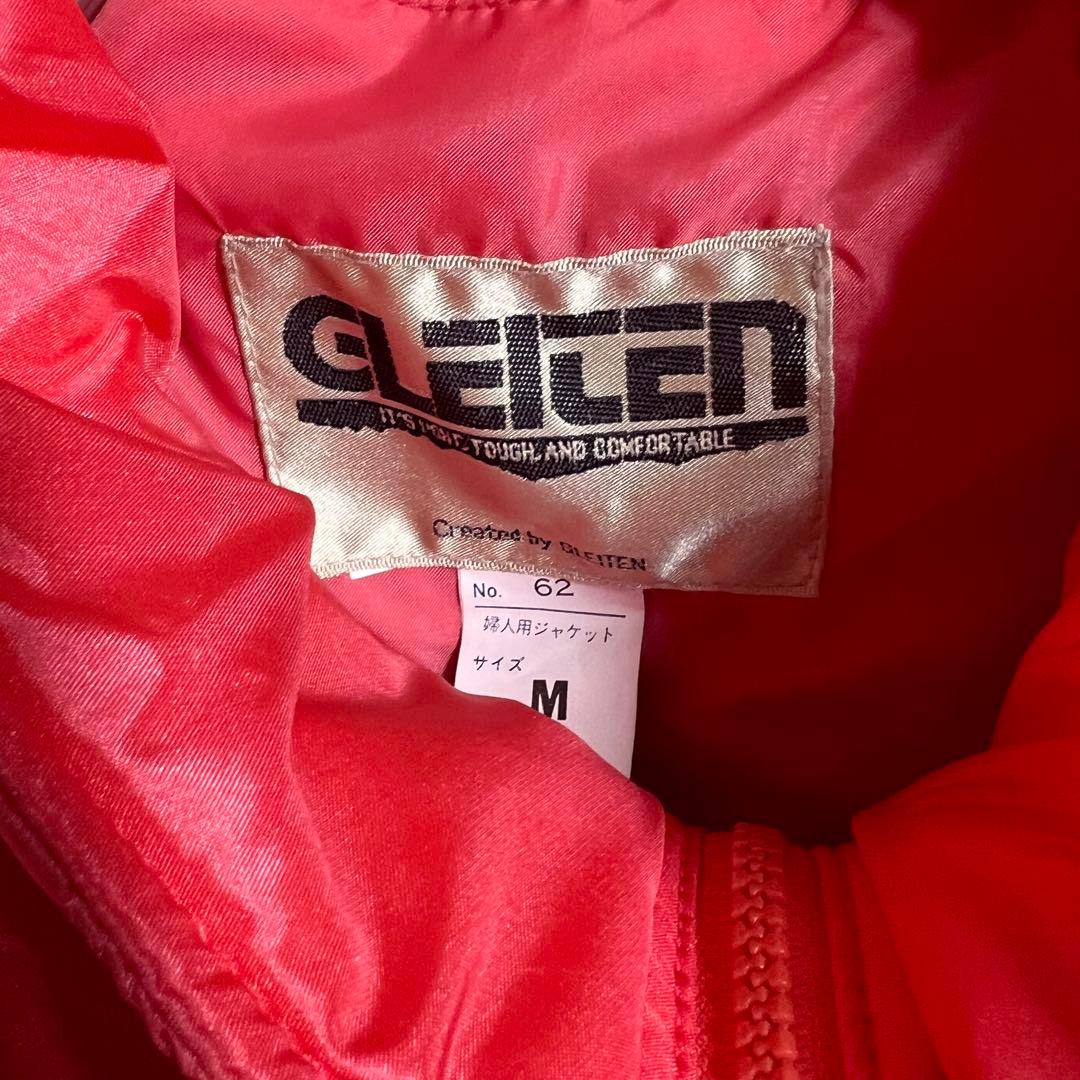 GLEITEN
IT'S TOUGH, AND COMFORTABLE
Created by GLEITEN
No. 62
婦人用ジャケット
サイズ
M